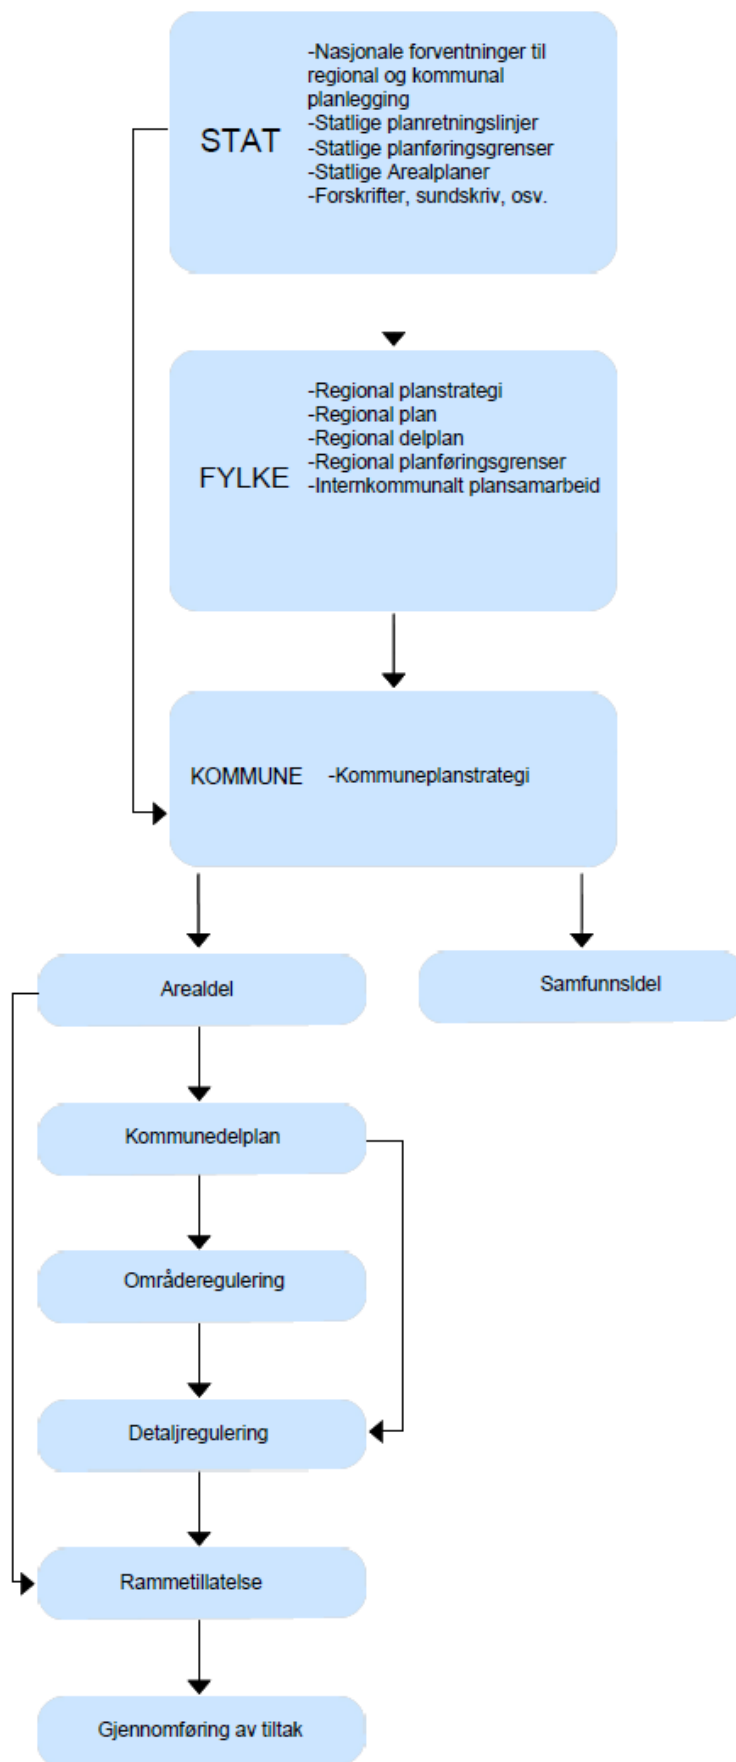 STAT
-Nasjonale forventninger til
regional og kommunal
planlegging
-Statlige planretningslinjer
-Statlige planføringsgrenser
-Statlige Arealplaner
-Forskrifter, sundskriv, osv.
FYLKE
-Regional planstrategi
-Regional plan
-Regional delplan
-Regional planføringsgrenser
-Internkommunalt plansamarbeid
KOMMUNE -Kommuneplanstrategi
Arealdel
Samfunnsldel
Kommunedelplan
Områderegulering
Detaljregulering
Rammetillatelse
Gjennomføring av tiltak